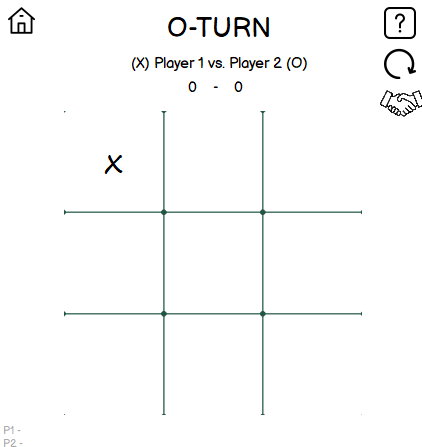 O-TURN
?
(X) Player 1 vs. Player 2 (O)
0 - 0
X
P1 -
P2 -